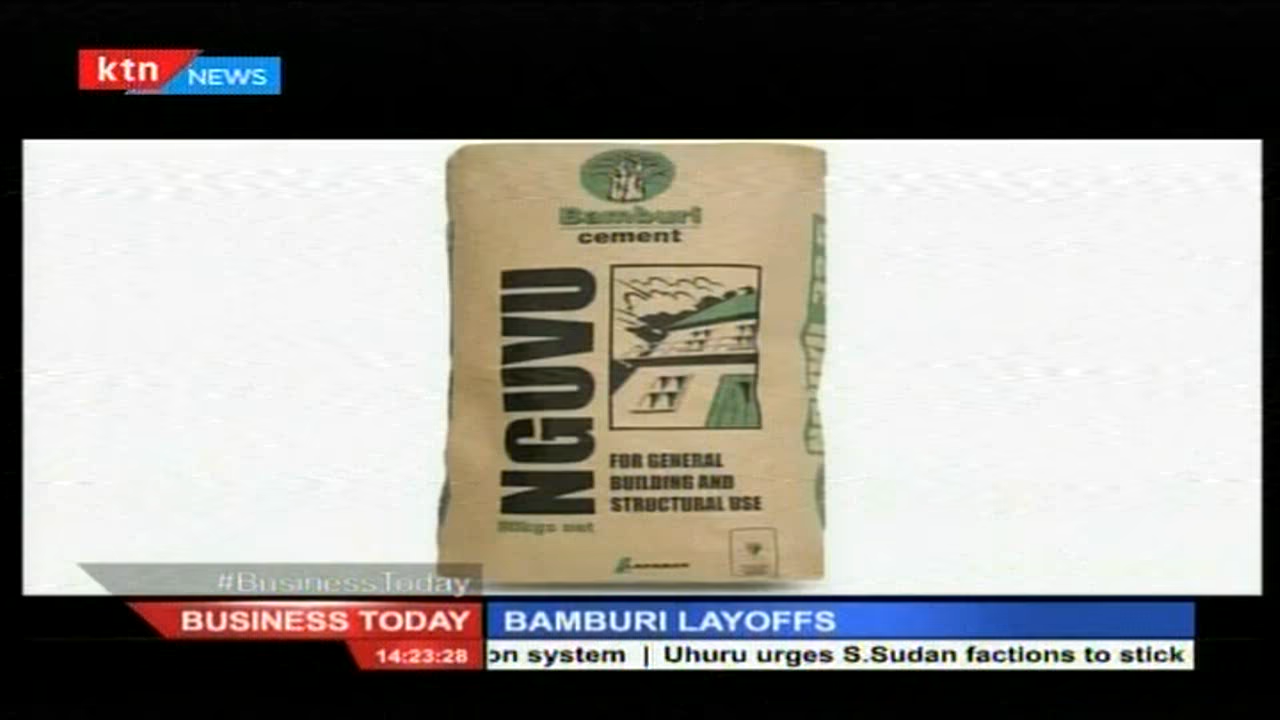 ktn NEWS
Bamburi
cement
NGUVU
FOR GENERAL
BUILDING AND
STRUCTURAL USE
#BusinessToday
BUSINESS TODAY
BAMBURI LAYOFFS
14:23:28
on system | Uhuru urges S.Sudan factions to stick